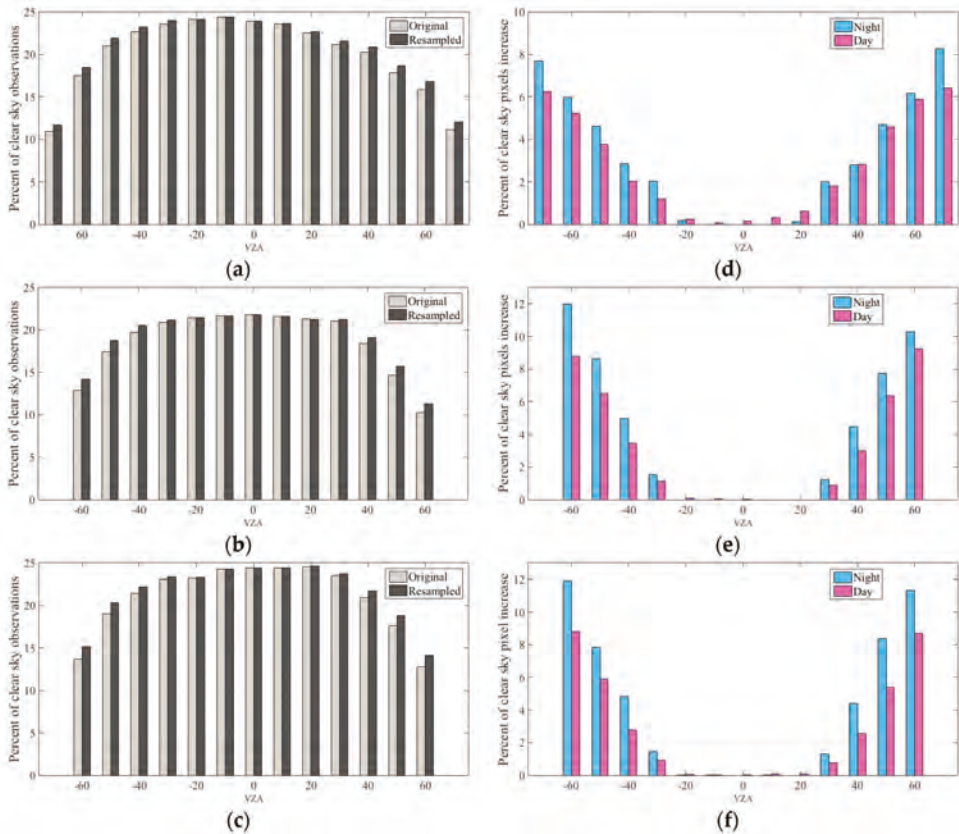 25
20
15
10
5
0
Percent of clear sky observations
Original
Resampled
60 -40 -20 0 20 40 60
VZA
(a)
10
8
6
4
2
0
Percent of clear sky pixels increase
Night
Day
-60 -40 -20 0 20 40 60
VZA
(d)
25
20
15
10
5
0
Percent of clear sky observations
Original
Resampled
-60 -40 -20 0 20 40 60
VZA
(b)
12
10
8
6
4
2
0
Percent of clear sky pixels increase
Night
Day
-60 -40 -20 0 20 40 60
VZA
(e)
25
20
15
10
5
0
Percent of clear sky observations
Original
Resampled
-60 -40 -20 0 20 40 60
VZA
(c)
12
10
8
6
4
2
0
Percent of clear sky pixel increase
Night
Day
-60 -40 -20 0 20 40 60
VZA
(f)